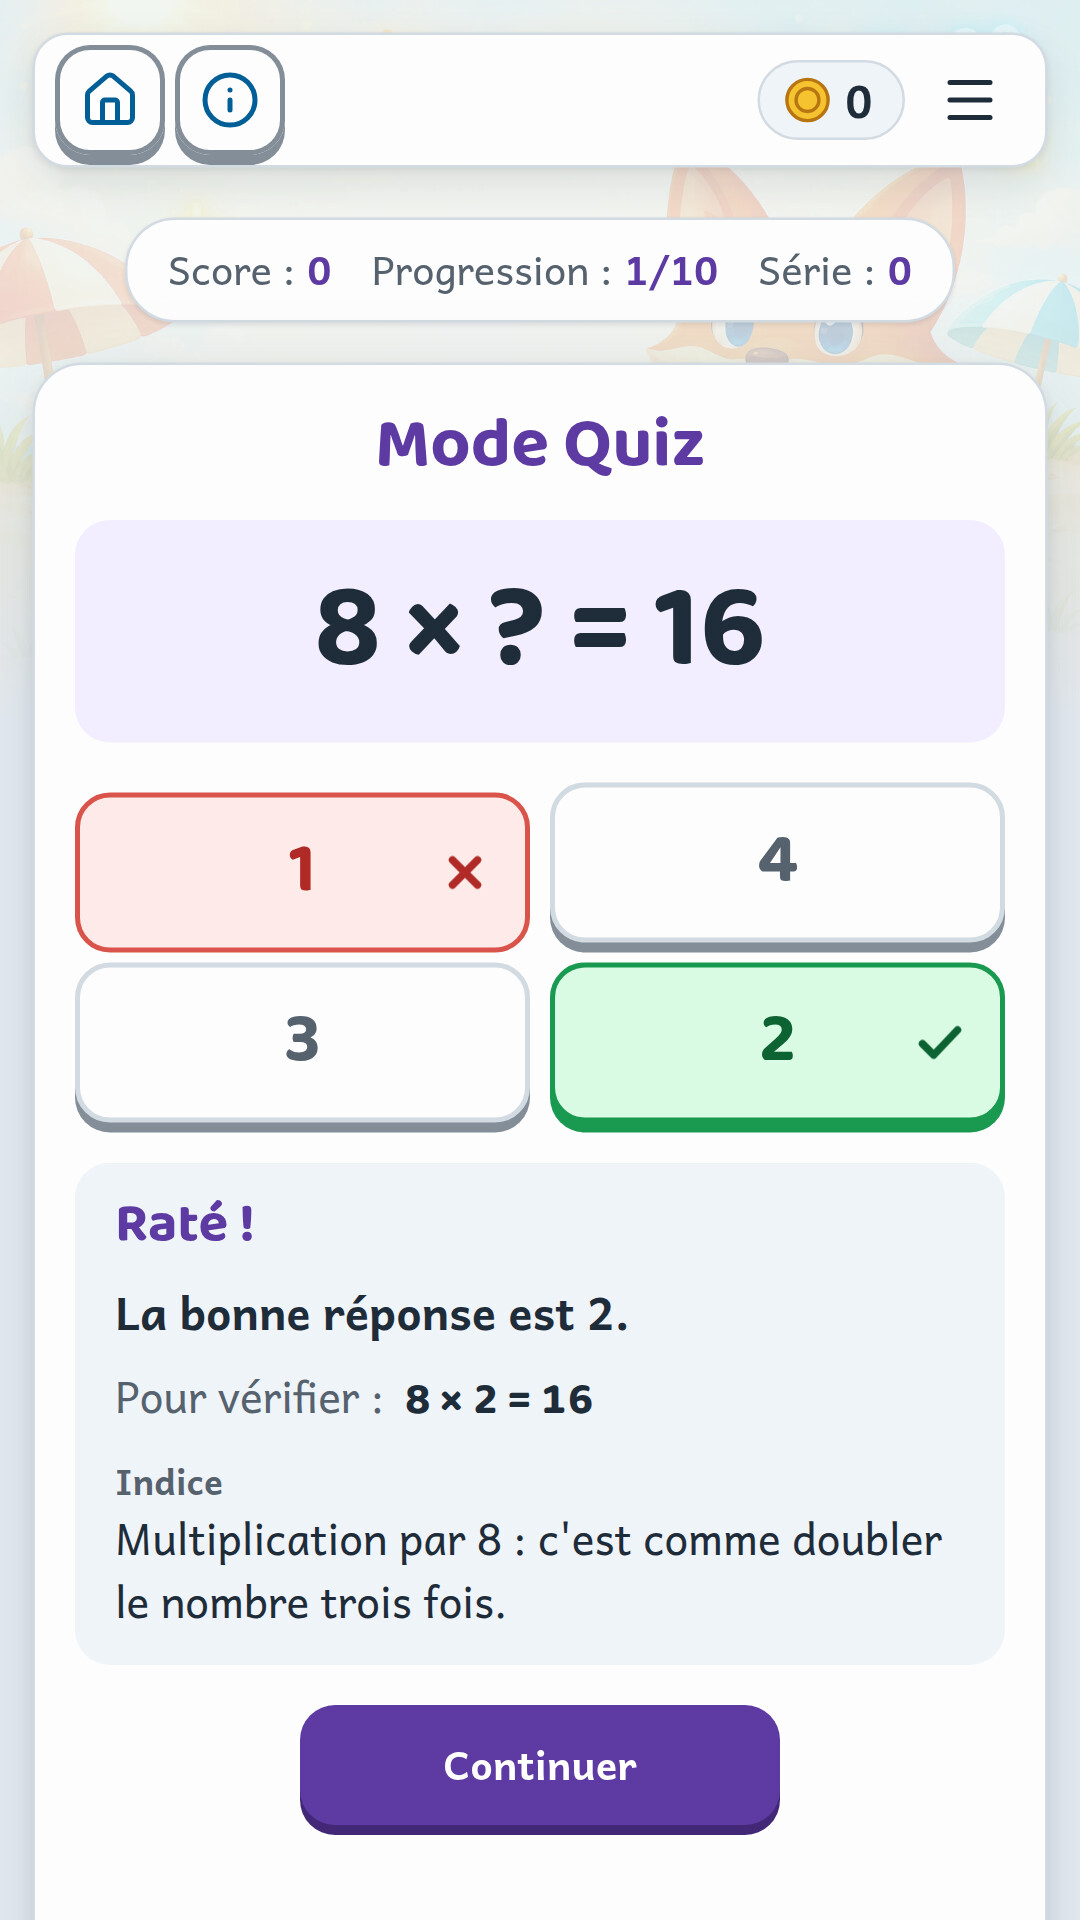 0
Score : 0 Progression : 1/10 Série : 0
Mode Quiz
8 × ? = 16
1
4
3
2
Raté !
La bonne réponse est 2.
Pour vérifier : 8 × 2 = 16
Indice
Multiplication par 8 : c'est comme doubler
le nombre trois fois.
Continuer